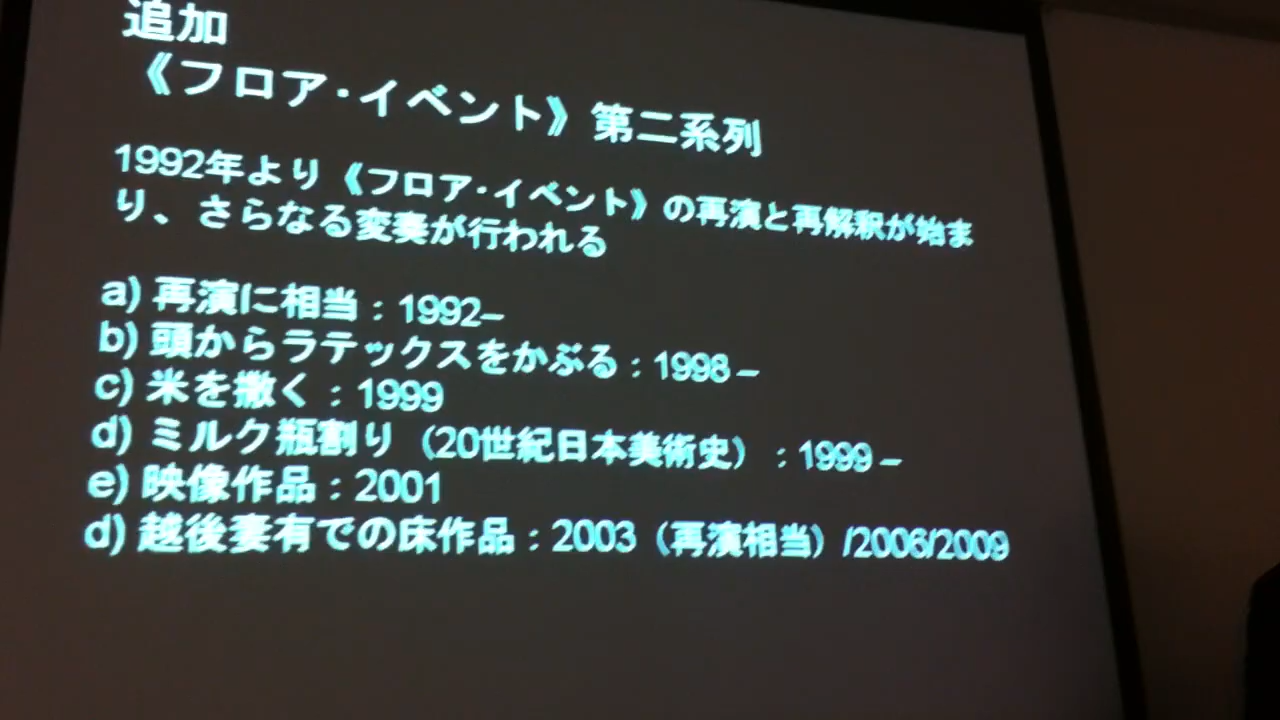 追加
《フロア・イベント》第二系列
1992年より《フロア・イベント》の再演と再解釈が始ま
り、さらなる変奏が行われる
a) 再演に相当：1992–
b) 頭からラテックスをかぶる：1998–
c) 米を撒く：1999
d) ミルク瓶割り（20世紀日本美術史）：1999–
e) 映像作品：2001
d) 越後妻有での床作品：2003（再演相当）/2006/2009